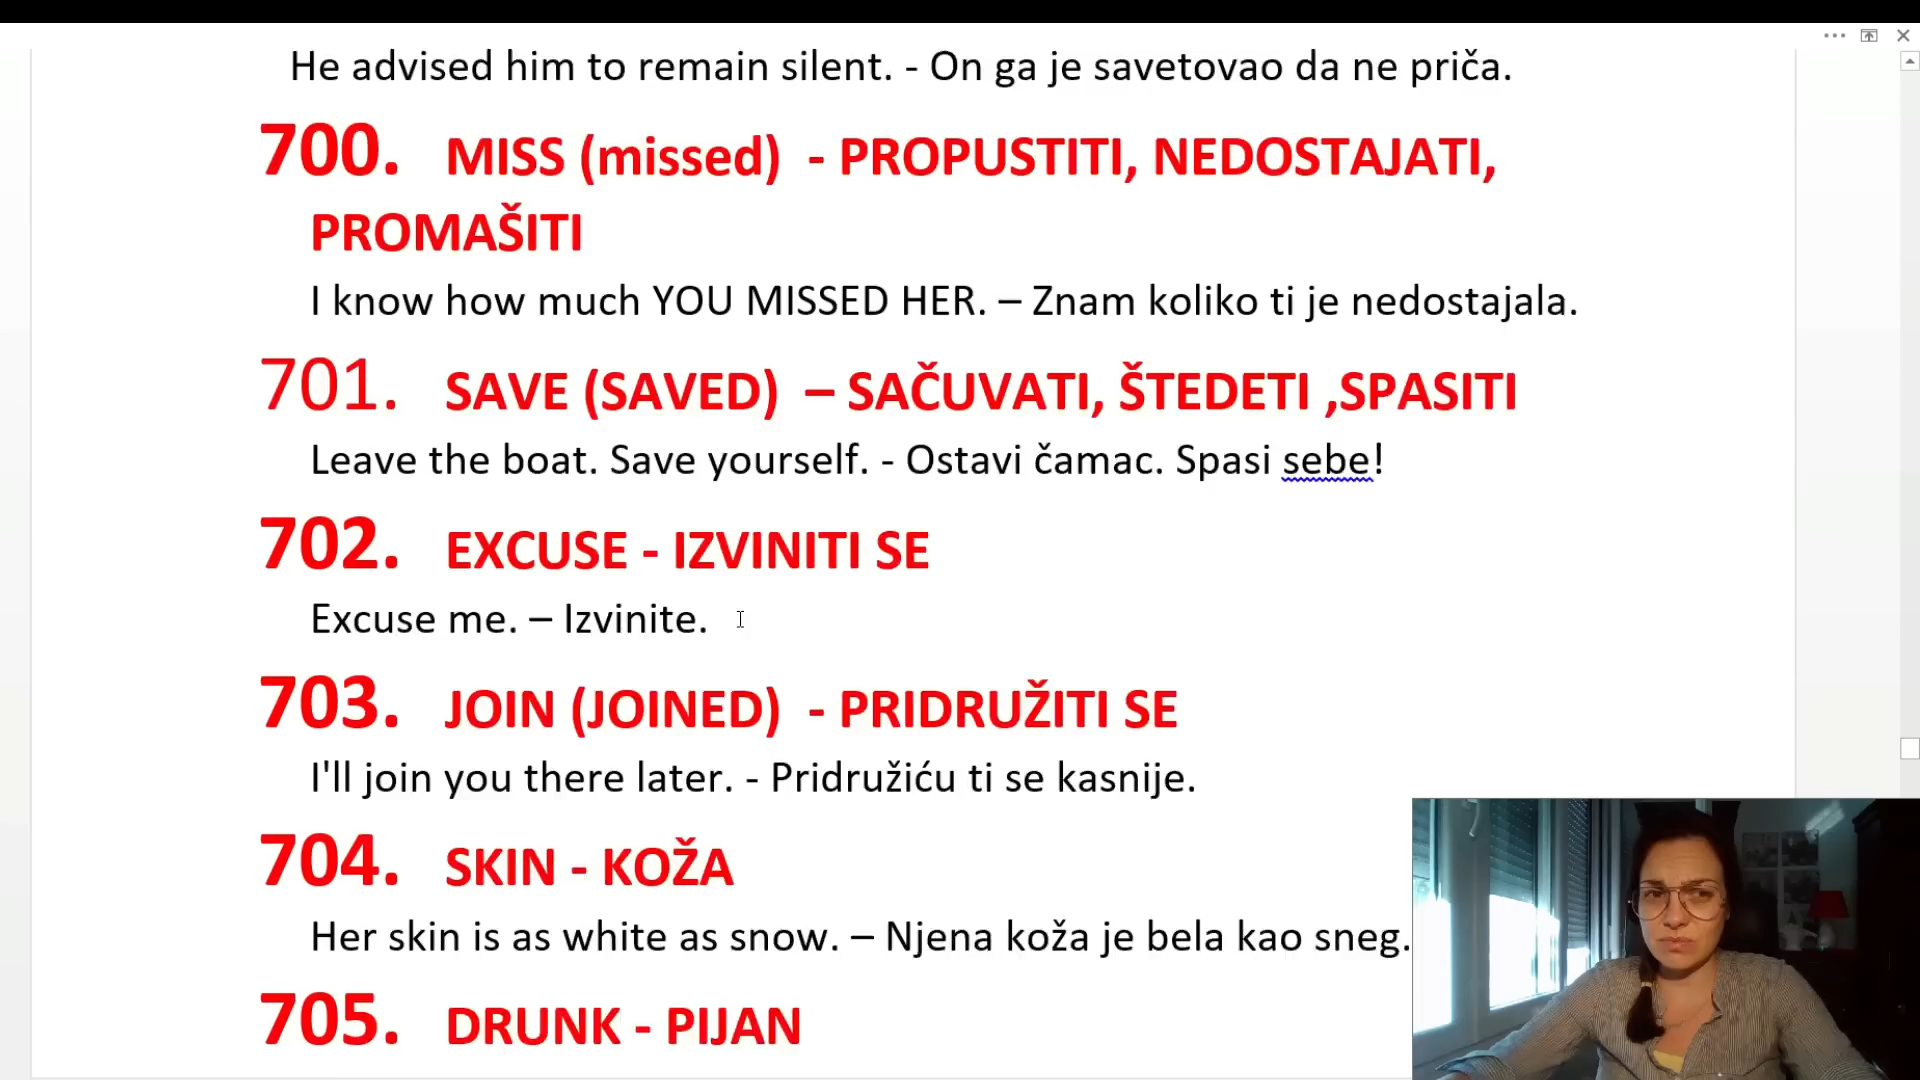 He advised him to remain silent. - On ga je savetovao da ne priča.
700. MISS (missed) - PROPUSTITI, NEDOSTAJATI,
PROMAŠITI
I know how much YOU MISSED HER. – Znam koliko ti je nedostajala.
701. SAVE (SAVED) – SAČUVATI, ŠTEDETI ,SPASITI
Leave the boat. Save yourself. - Ostavi čamac. Spasi sebe!
702. EXCUSE - IZVINITI SE
Excuse me. – Izvinite.
703. JOIN (JOINED) - PRIDRUŽITI SE
I'll join you there later. - Pridružiću ti se kasnije.
704. SKIN - KOŽA
Her skin is as white as snow. – Njena koža je bela kao sneg.
705. DRUNK - PIJAN